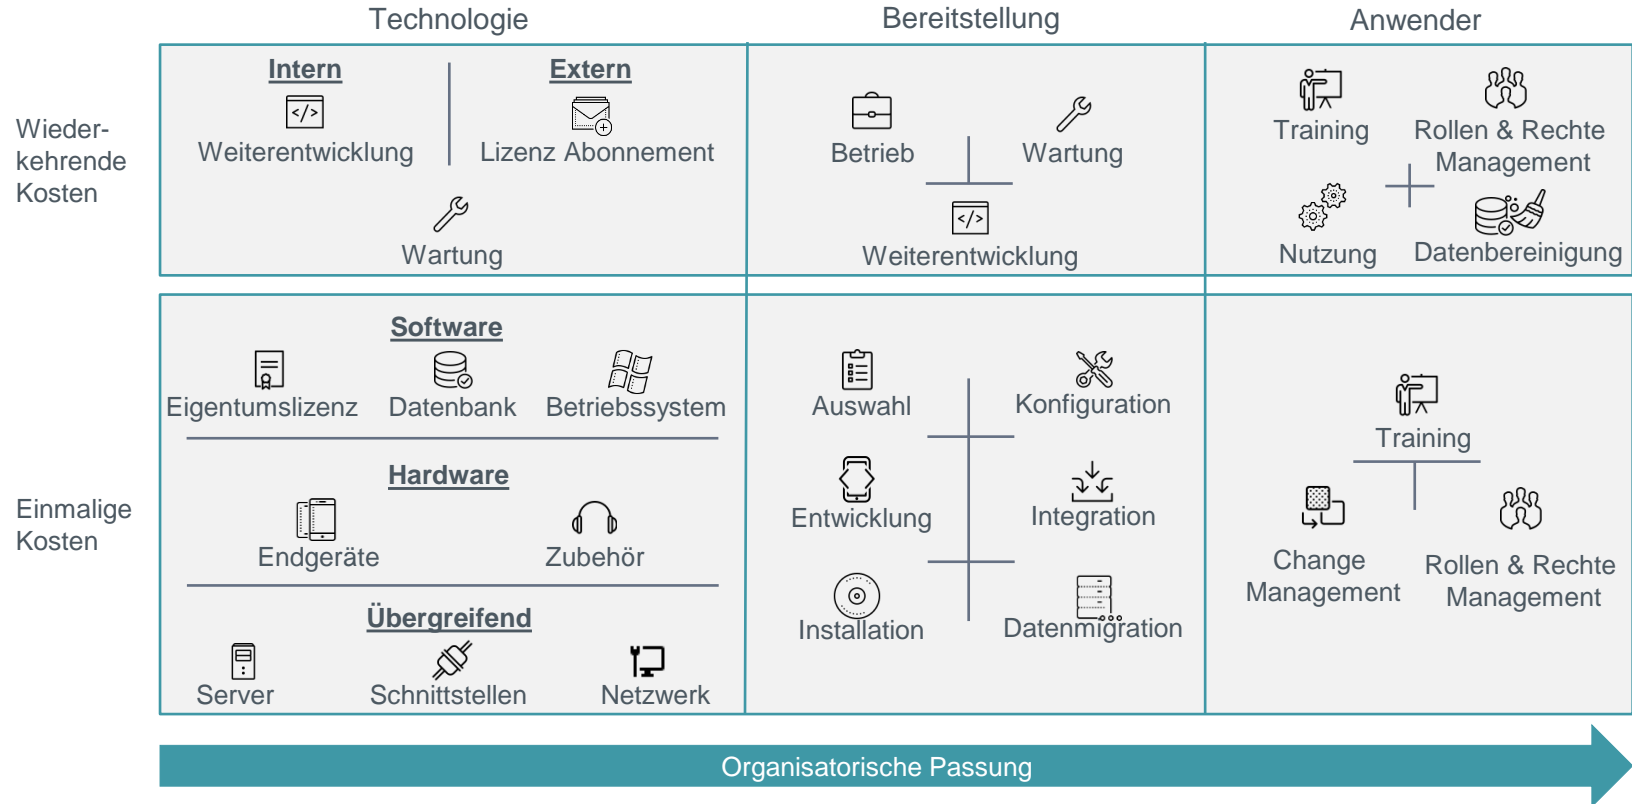 Technologie
Bereitstellung
Anwender
Wieder-
kehrende
Kosten
Intern
Extern
</>
Weiterentwicklung
Lizenz Abonnement
Wartung
Betrieb
Wartung
</>
Weiterentwicklung
Training
Rollen & Rechte
Management
Nutzung
Datenbereinigung
Einmalige
Kosten
Software
Eigentumslizenz
Datenbank
Betriebssystem
Hardware
Endgeräte
Zubehör
Übergreifend
Server
Schnittstellen
Netzwerk
Auswahl
Konfiguration
Entwicklung
Integration
Installation
Datenmigration
Training
Change
Management
Rollen & Rechte
Management
Organisatorische Passung